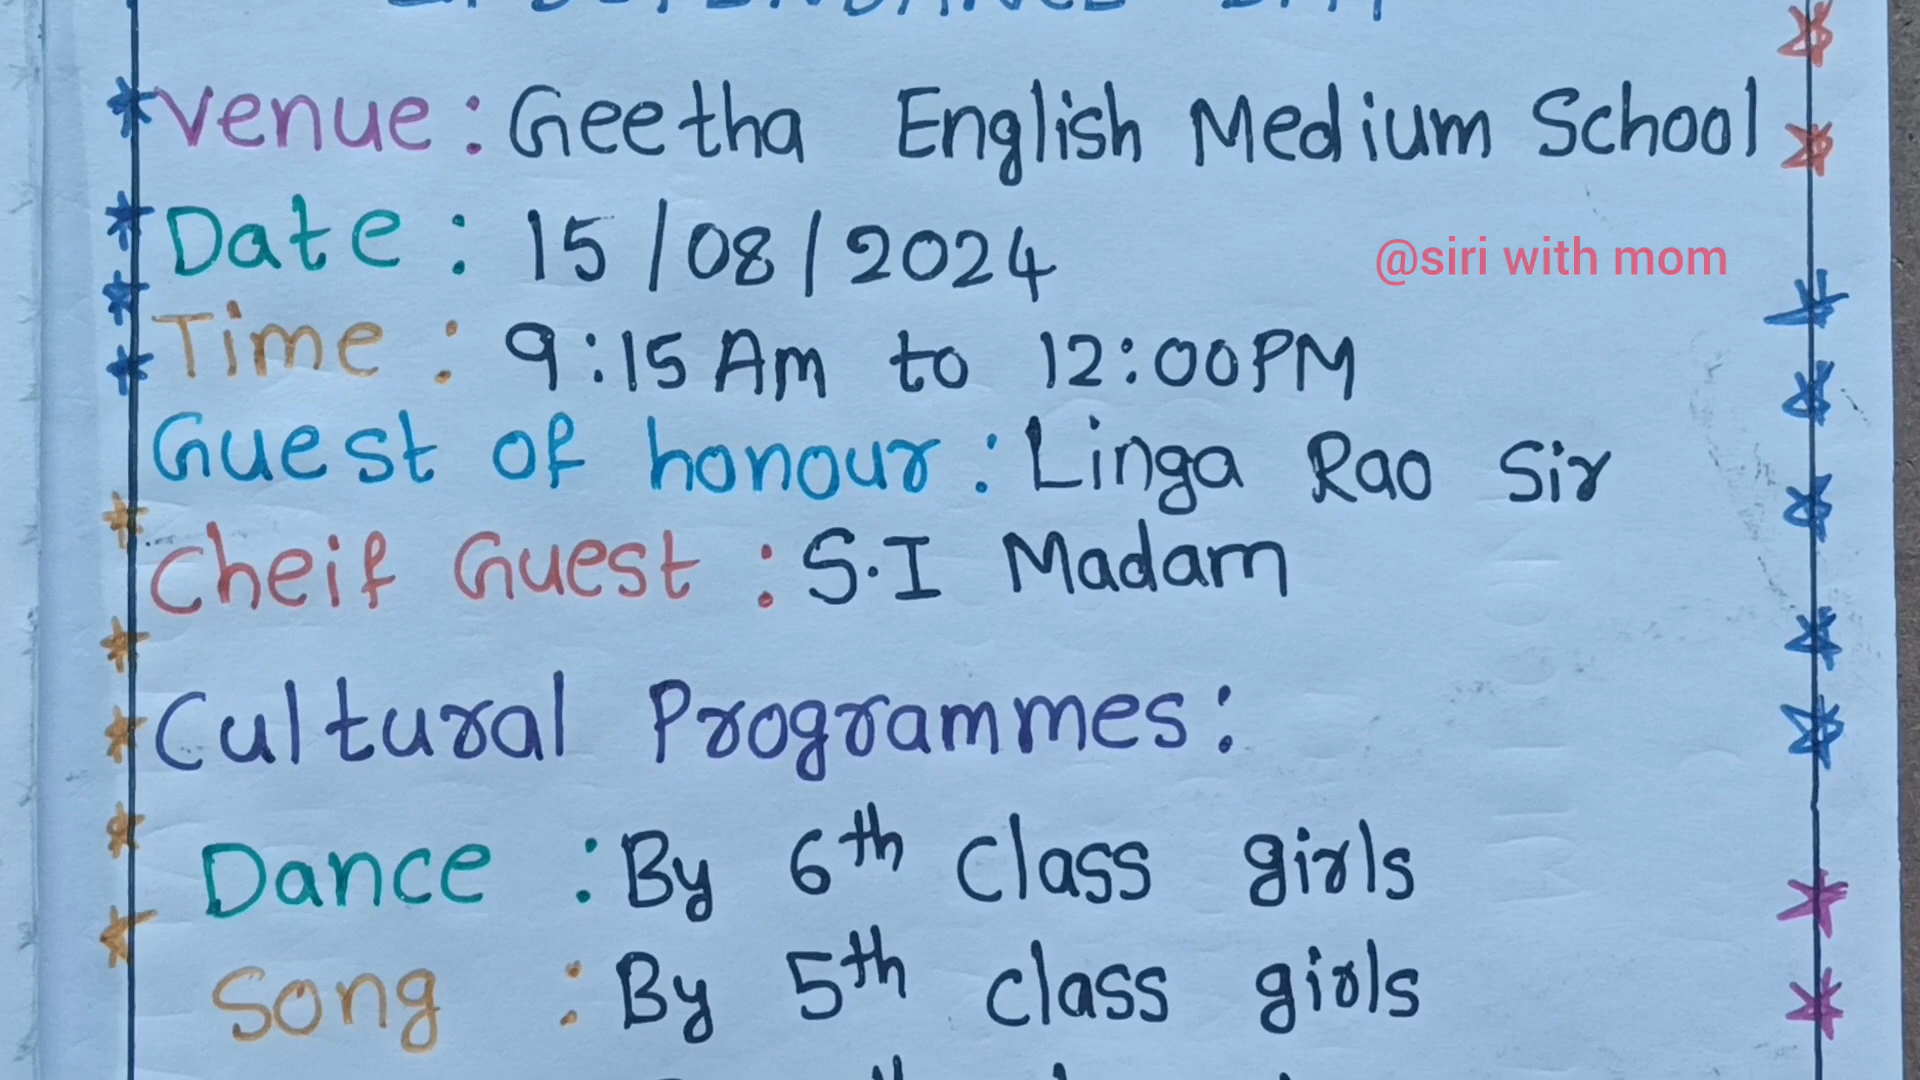 INDEPENDANCE DAY
Venue : Geetha English Medium School
Date : 15/08/2024
@siri with mom
Time : 9:15 Am to 12:00PM
Guest of honour : Linga Rao Sir
Cheif Guest : S.I Madam
Cultural Programmes:
Dance : By 6th class girls
Song : By 5th class girls